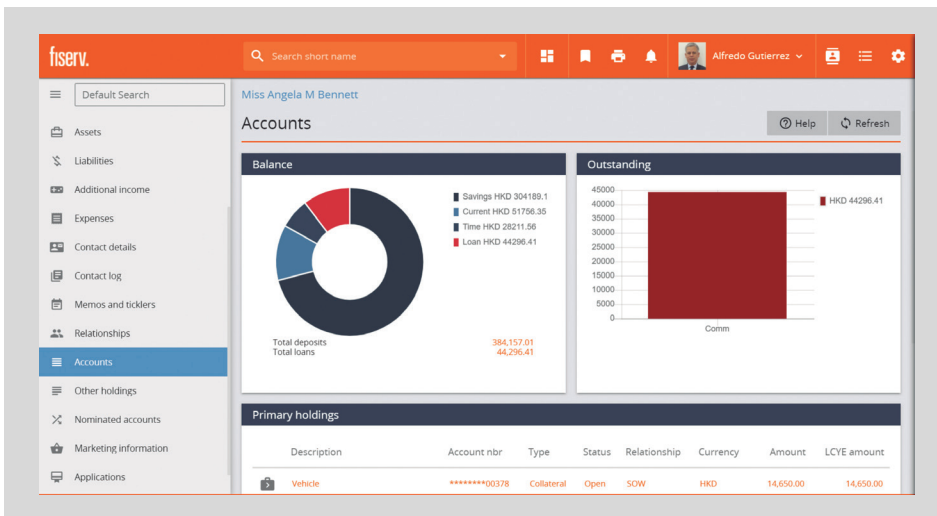 fiserv.
Search short name
Alfredo Gutierrez
Default Search
Assets
Liabilities
Additional income
Expenses
Contact details
Contact log
Memos and ticklers
Relationships
Accounts
Other holdings
Nominated accounts
Marketing information
Applications
Miss Angela M Bennett
Accounts
Help
Refresh
Balance
Savings HKD 304189.1
Current HKD 51756.35
Time HKD 28211.56
Loan HKD 44296.41
Total deposits 384,157.01
Total loans 44,296.41
Outstanding
45000
40000
35000
30000
25000
20000
15000
10000
5000
0
Comm
HKD 44296.41
Primary holdings
Description Account nbr Type Status Relationship Currency Amount LCYE amount
Vehicle ********00378 Collateral Open SOW HKD 14,650.00 14,650.00